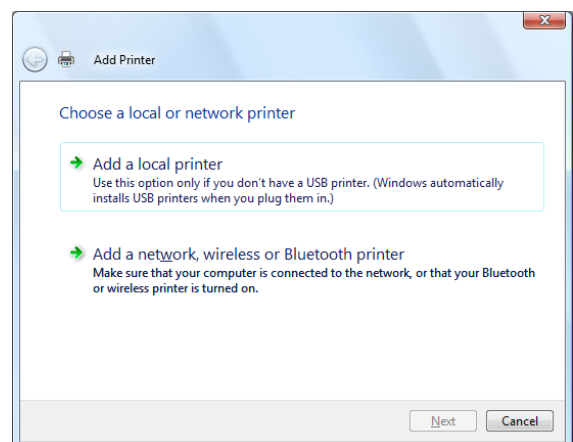 Add Printer
Choose a local or network printer
Add a local printer
Use this option only if you don't have a USB printer. (Windows automatically
installs USB printers when you plug them in.)
Add a network, wireless or Bluetooth printer
Make sure that your computer is connected to the network, or that your Bluetooth
or wireless printer is turned on.
Next Cancel